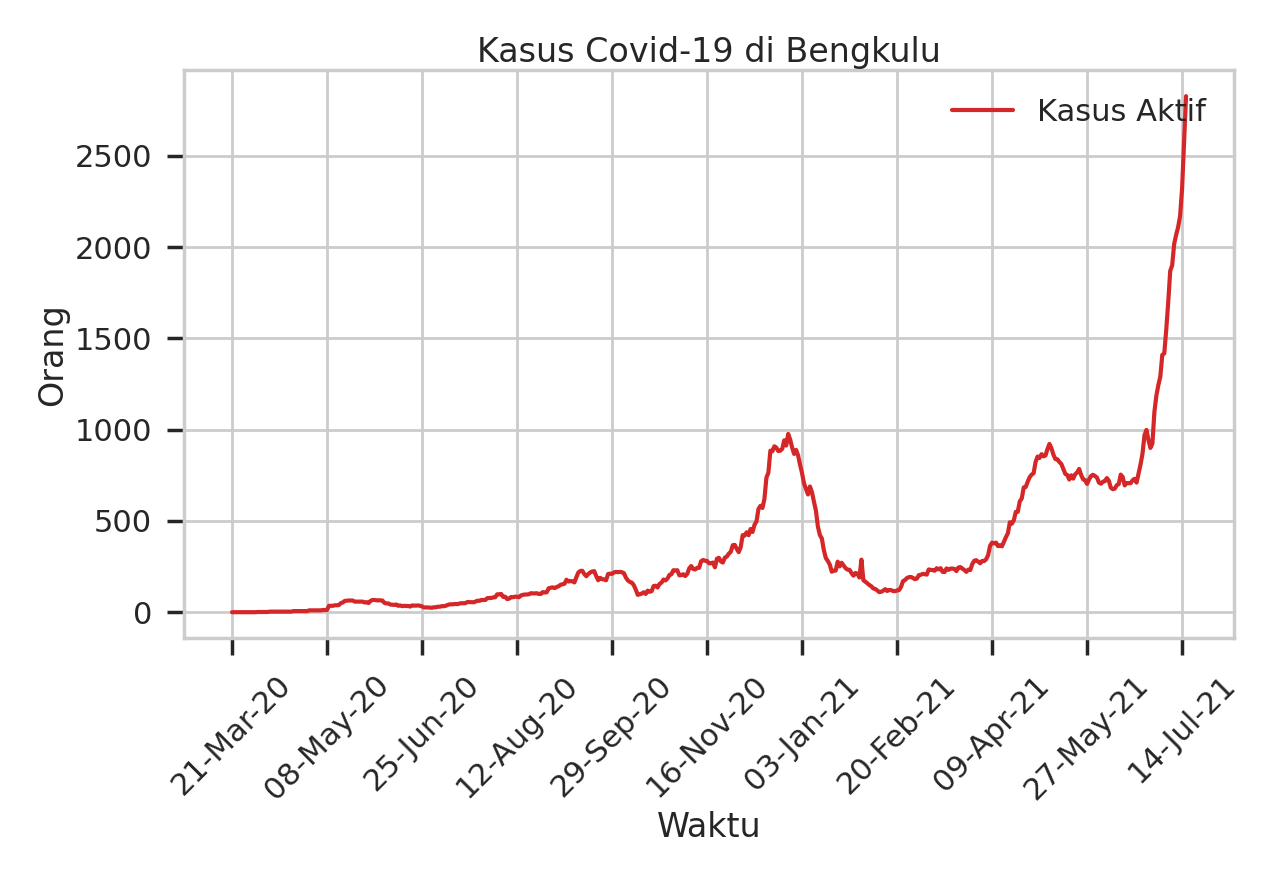 Kasus Covid-19 di Bengkulu
Kasus Aktif
Orang
2500
2000
1500
1000
500
0
21-Mar-20
08-May-20
25-Jun-20
12-Aug-20
29-Sep-20
16-Nov-20
03-Jan-21
20-Feb-21
09-Apr-21
27-May-21
14-Jul-21
Waktu